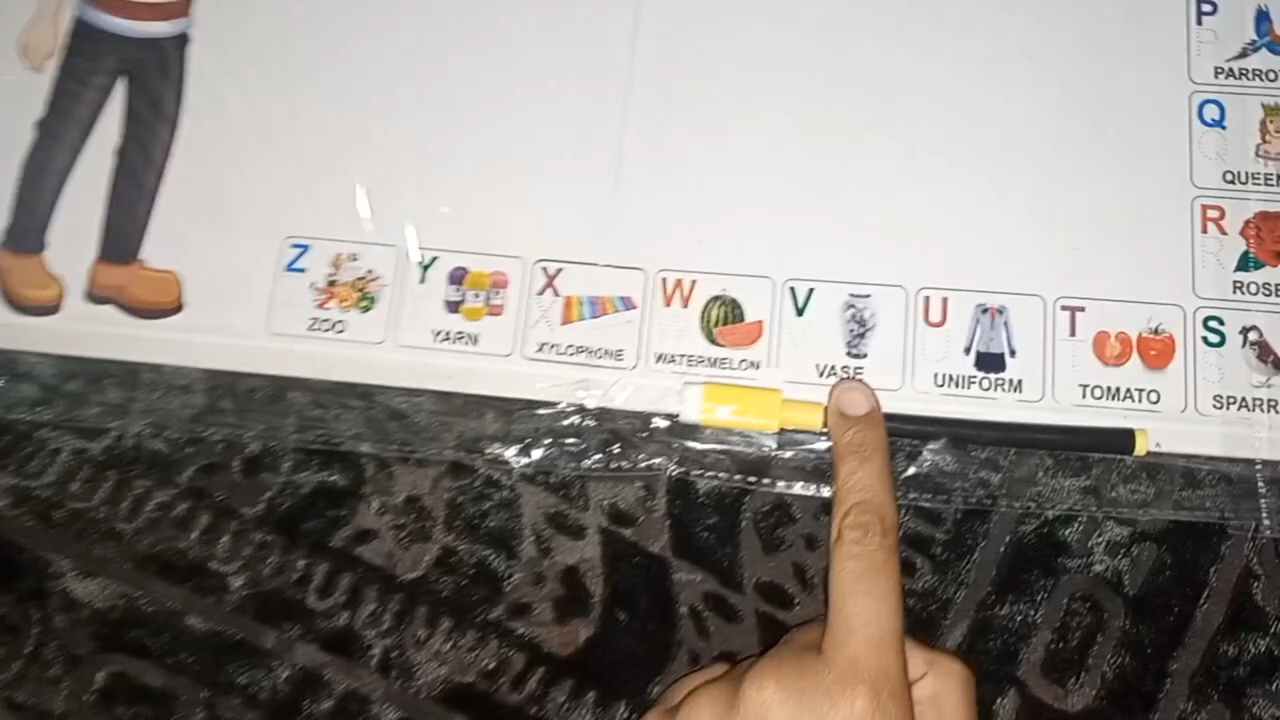 P
PARRO
Q
QUEEN
R
ROSE
S
SPARR
Z
ZOO
Y
YARN
X
XYLOPHONE
W
WATERMELON
V
VASE
U
UNIFORM
T
TOMATO